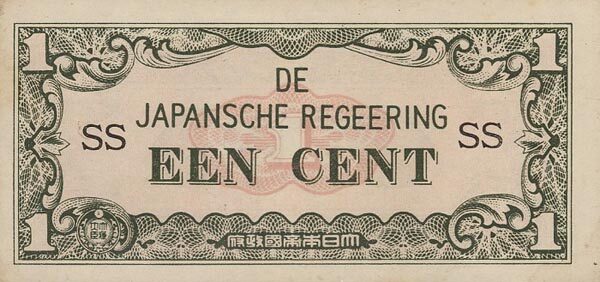 1 1
DE
JAPANSCHE REGEERING
SS SS
EEN CENT
1 1
大日本帝國政府